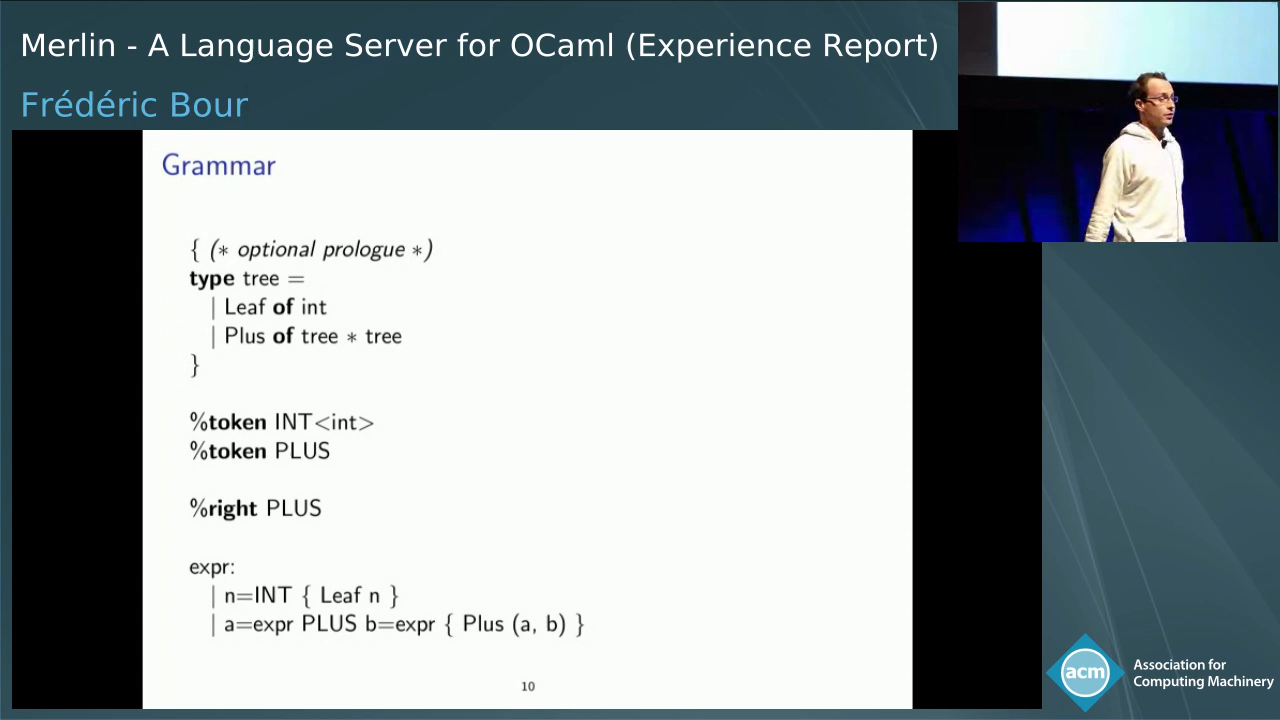 Merlin - A Language Server for OCaml (Experience Report)
Frédéric Bour
Grammar
{ (∗ optional prologue ∗)
type tree =
| Leaf of int
| Plus of tree ∗ tree
}
%token INT<int>
%token PLUS
%right PLUS
expr:
| n=INT { Leaf n }
| a=expr PLUS b=expr { Plus (a, b) }
10
acm
Association for
Computing Machinery